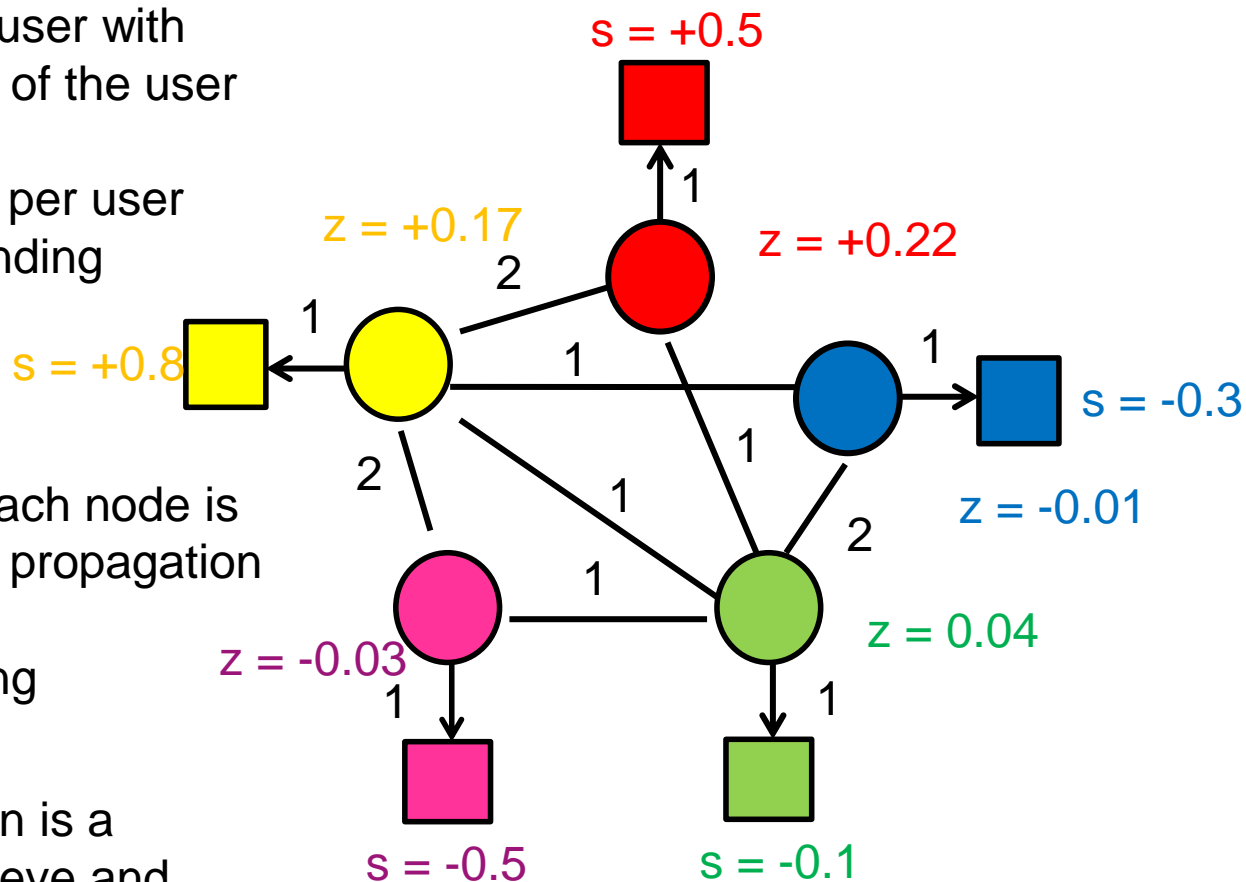 user with
of the user
per user
nding
ach node is
propagation
ng
n is a
eve and
s = +0.5
1
z = +0.17
z = +0.22
2
1
s = +0.8
1
1
s = -0.3
2
1
1
z = -0.01
2
1
z = 0.04
z = -0.03
1
1
s = -0.5
s = -0.1